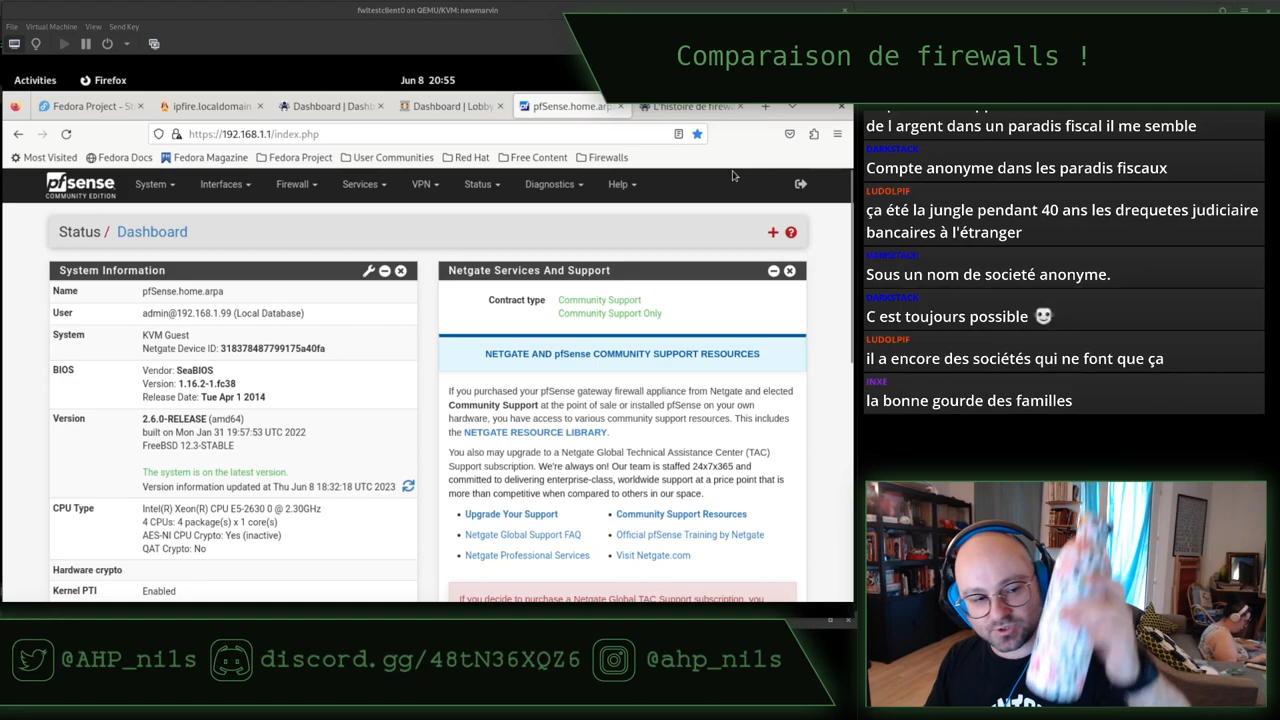 fwltestclient0 on QEMU/KVM: newmarvin
File Virtual Machine View Send Key
Comparaison de firewalls !
Activities Firefox Jun 8 20:55
Fedora Project - St ipfire.localdomain Dashboard | Dashb Dashboard | Lobby pfSense.home.arp L'histoire de firew
https://192.168.1.1/index.php
Most Visited Fedora Docs Fedora Magazine Fedora Project User Communities Red Hat Free Content Firewalls
pfsense
COMMUNITY EDITION
System Interfaces Firewall Services VPN Status Diagnostics Help
Status / Dashboard
System Information
Name pfSense.home.arpa
User admin@192.168.1.99 (Local Database)
System KVM Guest
Netgate Device ID: 318378487799175a40fa
BIOS Vendor: SeaBIOS
Version: 1.16.2-1.fc38
Release Date: Tue Apr 1 2014
Version 2.6.0-RELEASE (amd64)
built on Mon Jan 31 19:57:53 UTC 2022
FreeBSD 12.3-STABLE
The system is on the latest version.
Version information updated at Thu Jun 8 18:32:18 UTC 2023
CPU Type Intel(R) Xeon(R) CPU E5-2630 0 @ 2.30GHz
4 CPUs: 4 package(s) x 1 core(s)
AES-NI CPU Crypto: Yes (inactive)
QAT Crypto: No
Hardware crypto
Kernel PTI Enabled
Netgate Services And Support
Contract type Community Support
Community Support Only
NETGATE AND pfSense COMMUNITY SUPPORT RESOURCES
If you purchased your pfSense gateway firewall appliance from Netgate and elected
Community Support at the point of sale or installed pfSense on your own
hardware, you have access to various community support resources. This includes
the NETGATE RESOURCE LIBRARY.
You also may upgrade to a Netgate Global Technical Assistance Center (TAC)
Support subscription. We're always on! Our team is staffed 24x7x365 and
committed to delivering enterprise-class, worldwide support at a price point that is
more than competitive when compared to others in our space.
Upgrade Your Support Community Support Resources
Netgate Global Support FAQ Official pfSense Training by Netgate
Netgate Professional Services Visit Netgate.com
If you decide to purchase a Netgate Global TAC Support subscription, you
de l argent dans un paradis fiscal il me semble
DARKSTACK
Compte anonyme dans les paradis fiscaux
LUDOLPIF
ça été la jungle pendant 40 ans les drequetes judiciaire
bancaires à l'étranger
Sous un nom de societé anonyme.
DARKSTACK
C est toujours possible
LUDOLPIF
il a encore des sociétés qui ne font que ça
INXE
la bonne gourde des familles
@AHP_nils discord.gg/48tN36XQZ6 @ahp_nils